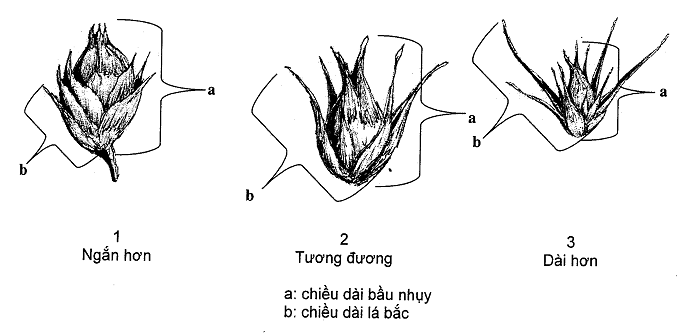 a
b
a
b
a
b
1
Ngắn hơn
2
Tương đương
3
Dài hơn
a: chiều dài bầu nhụy
b: chiều dài lá bắc